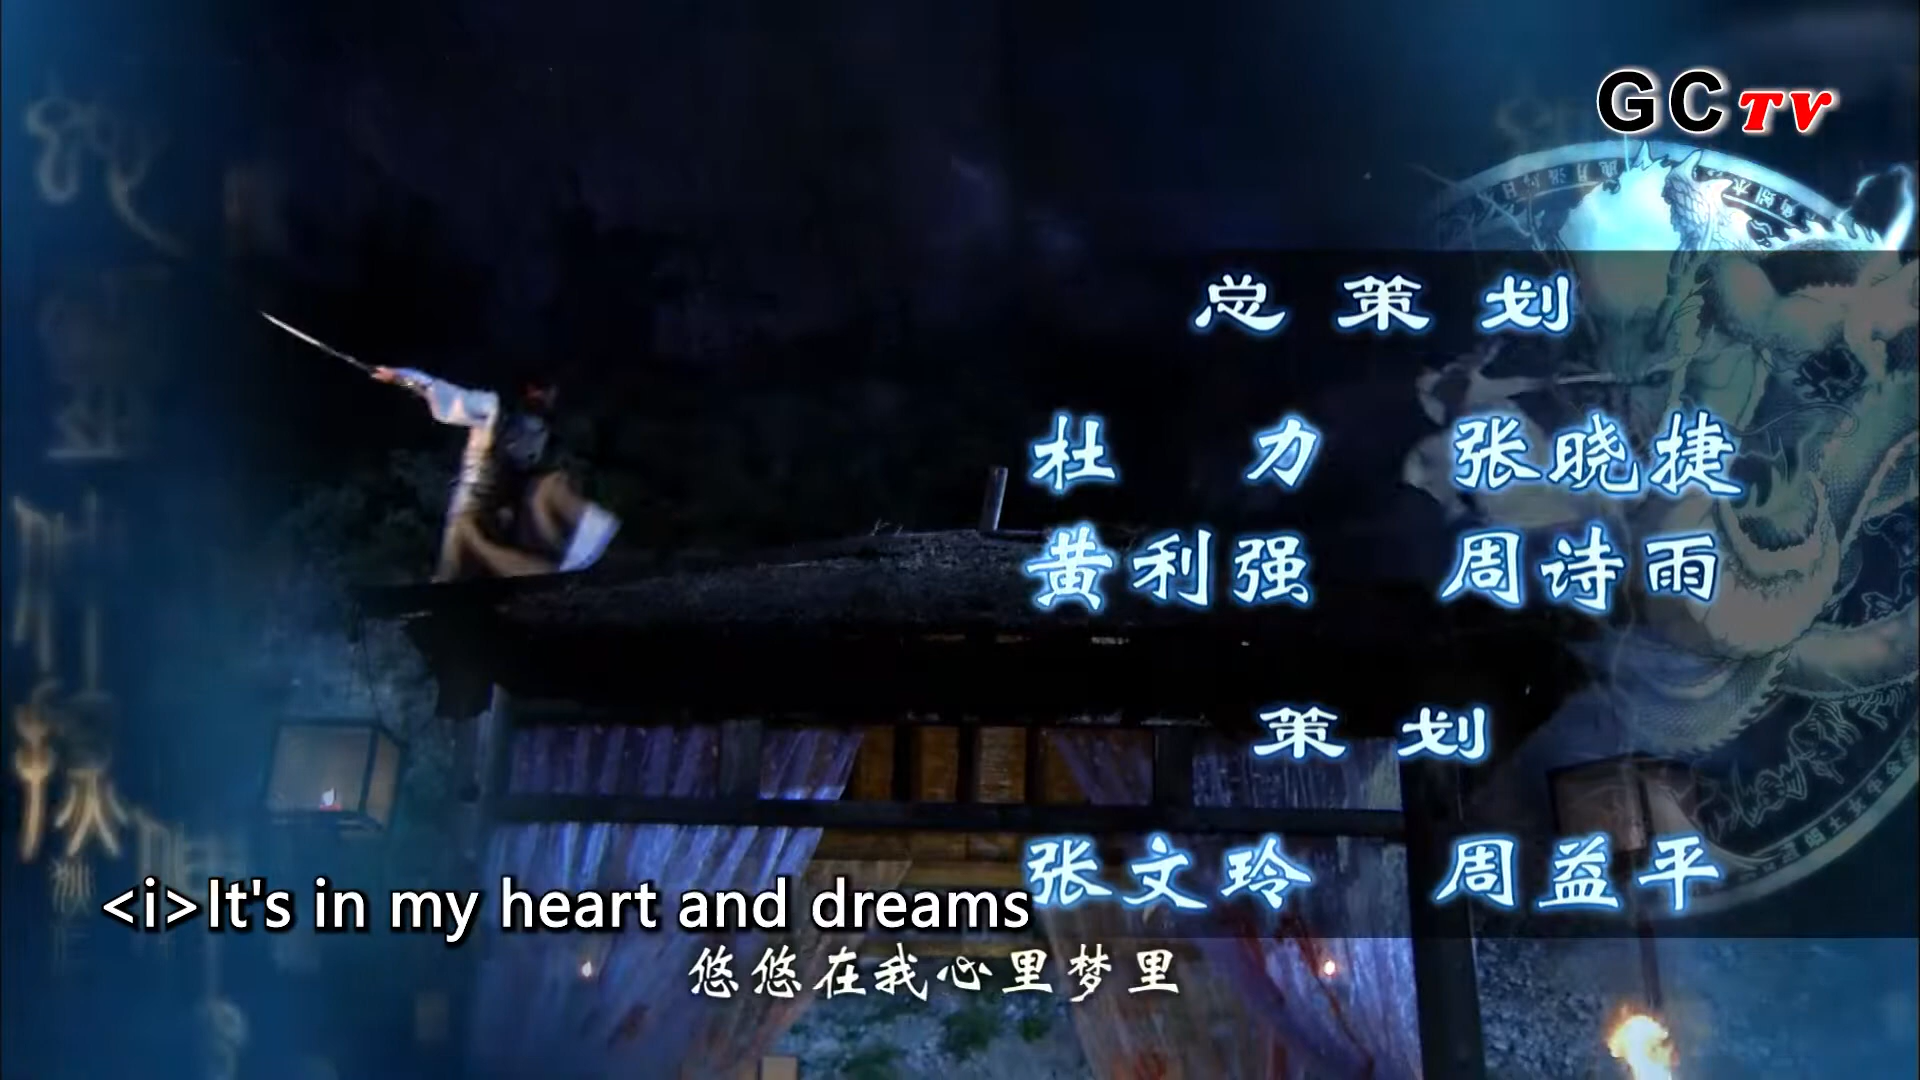 GCTV
总策划
杜力 张晓捷
黄利强 周诗雨
策划
张文玲 周益平
<i>It's in my heart and dreams
悠悠在我心里梦里